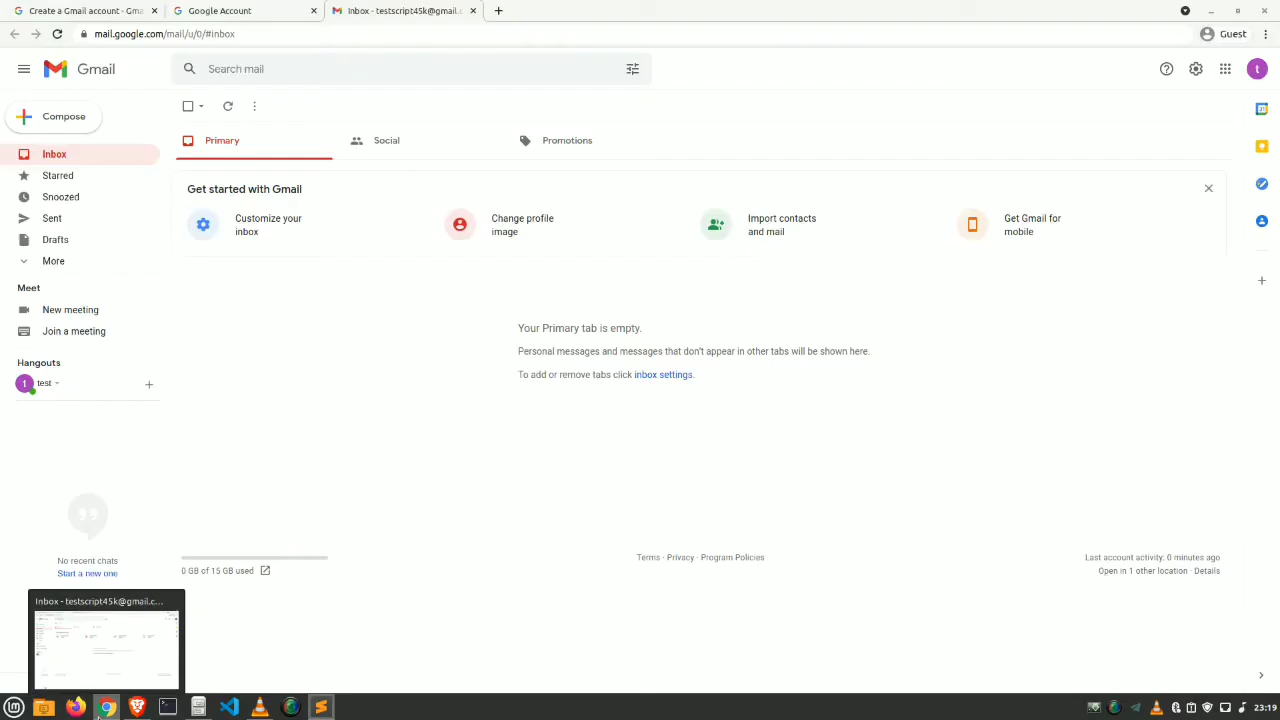 Create a Gmail account - Gma
Google Account
Inbox - testscript45k@gmail.c
mail.google.com/mail/u/0/#inbox
Guest
Gmail
Search mail
t
Compose
Primary
Social
Promotions
Inbox
Starred
Snoozed
Sent
Drafts
More
Get started with Gmail
Customize your
inbox
Change profile
image
Import contacts
and mail
Get Gmail for
mobile
Meet
New meeting
Join a meeting
Your Primary tab is empty.
Personal messages and messages that don't appear in other tabs will be shown here.
To add or remove tabs click inbox settings.
Hangouts
test
No recent chats
Start a new one
0 GB of 15 GB used
Terms · Privacy · Program Policies
Last account activity: 0 minutes ago
Open in 1 other location · Details
Inbox - testscript45k@gmail.c...
23:19